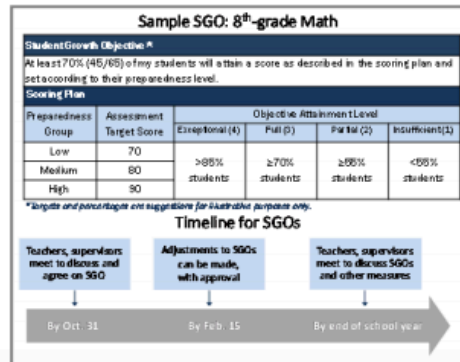 Sample SGO: 8th-grade Math
Student Growth Objective *
At least 70% (45/65) of my students will attain a score as described in the scoring plan and
set according to their preparedness level.
Scoring Plan
Preparedness Group
Assessment Target Score
Objective Attainment Level
Exceptional (4) Full (3) Partial (2) Insufficient (1)
Low 70
Medium 80
High 90
>85% students ≥70% students ≥55% students <55% students
*Targets and percentages are suggestions for illustrative purposes only.
Timeline for SGOs
Teachers, supervisors
meet to discuss and
agree on SGO
Adjustments to SGOs
can be made,
with approval
Teachers, supervisors
meet to discuss SGOs
and other measures
By Oct. 31 By Feb. 15 By end of school year